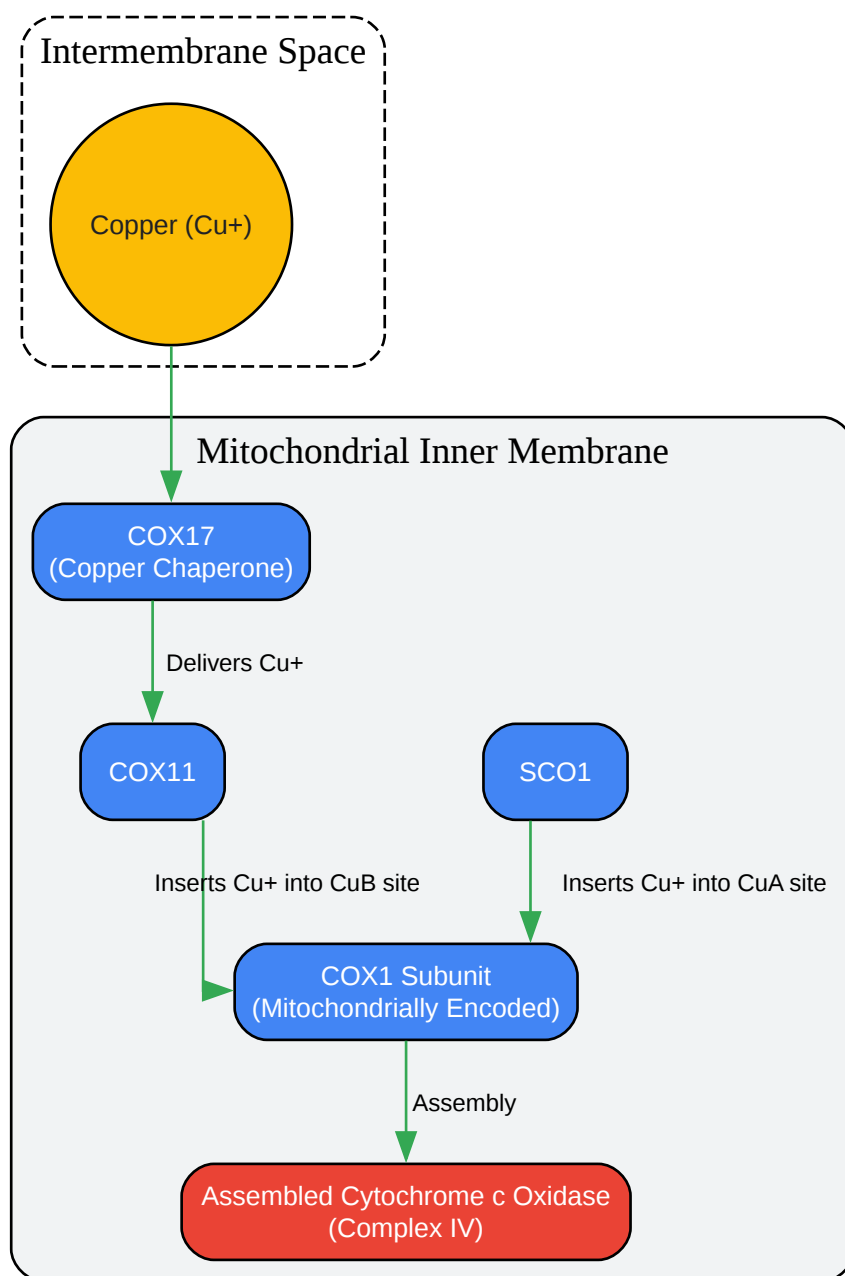 Intermembrane Space
Copper (Cu+)
Mitochondrial Inner Membrane
COX17
(Copper Chaperone)
Delivers Cu+
COX11
SCO1
Inserts Cu+ into CuB site
Inserts Cu+ into CuA site
COX1 Subunit
(Mitochondrially Encoded)
Assembly
Assembled Cytochrome c Oxidase
(Complex IV)